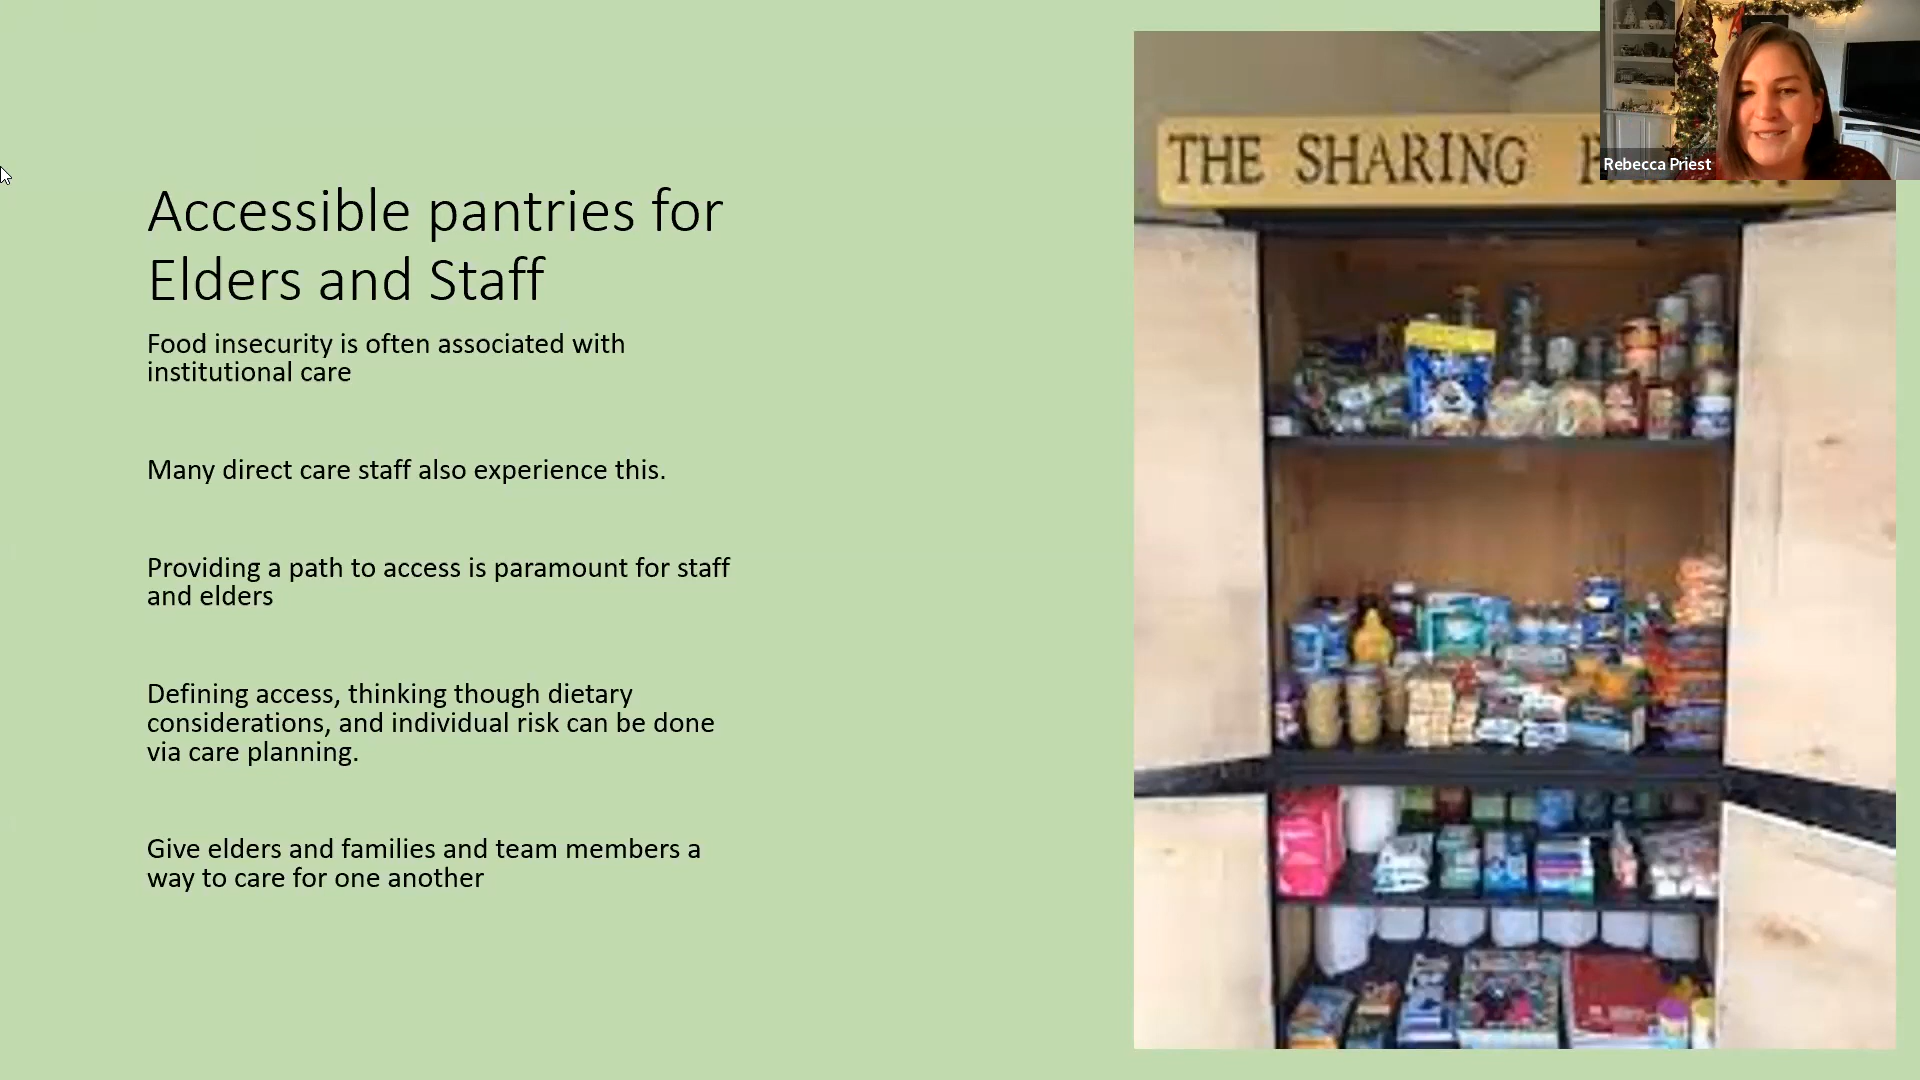 Accessible pantries for
Elders and Staff
Food insecurity is often associated with
institutional care
Many direct care staff also experience this.
Providing a path to access is paramount for staff
and elders
Defining access, thinking though dietary
considerations, and individual risk can be done
via care planning.
Give elders and families and team members a
way to care for one another
THE SHARING
Rebecca Priest